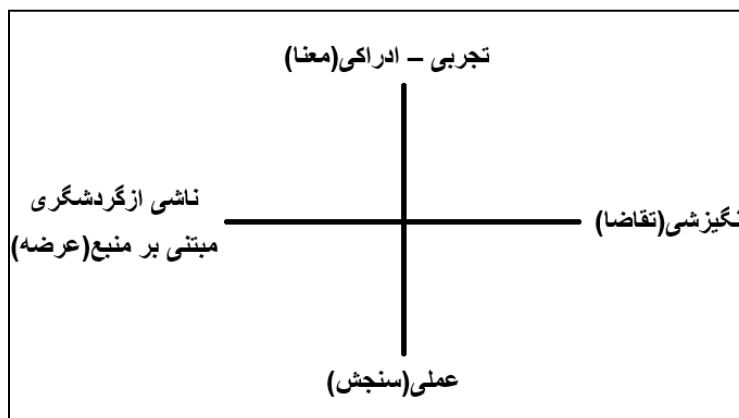 تجربی – ادراکی(معنا)
ناشی ازگردشگری
مبتنی بر منبع(عرضه)
نگیزشی(تقاضا)
عملی(سنجش)